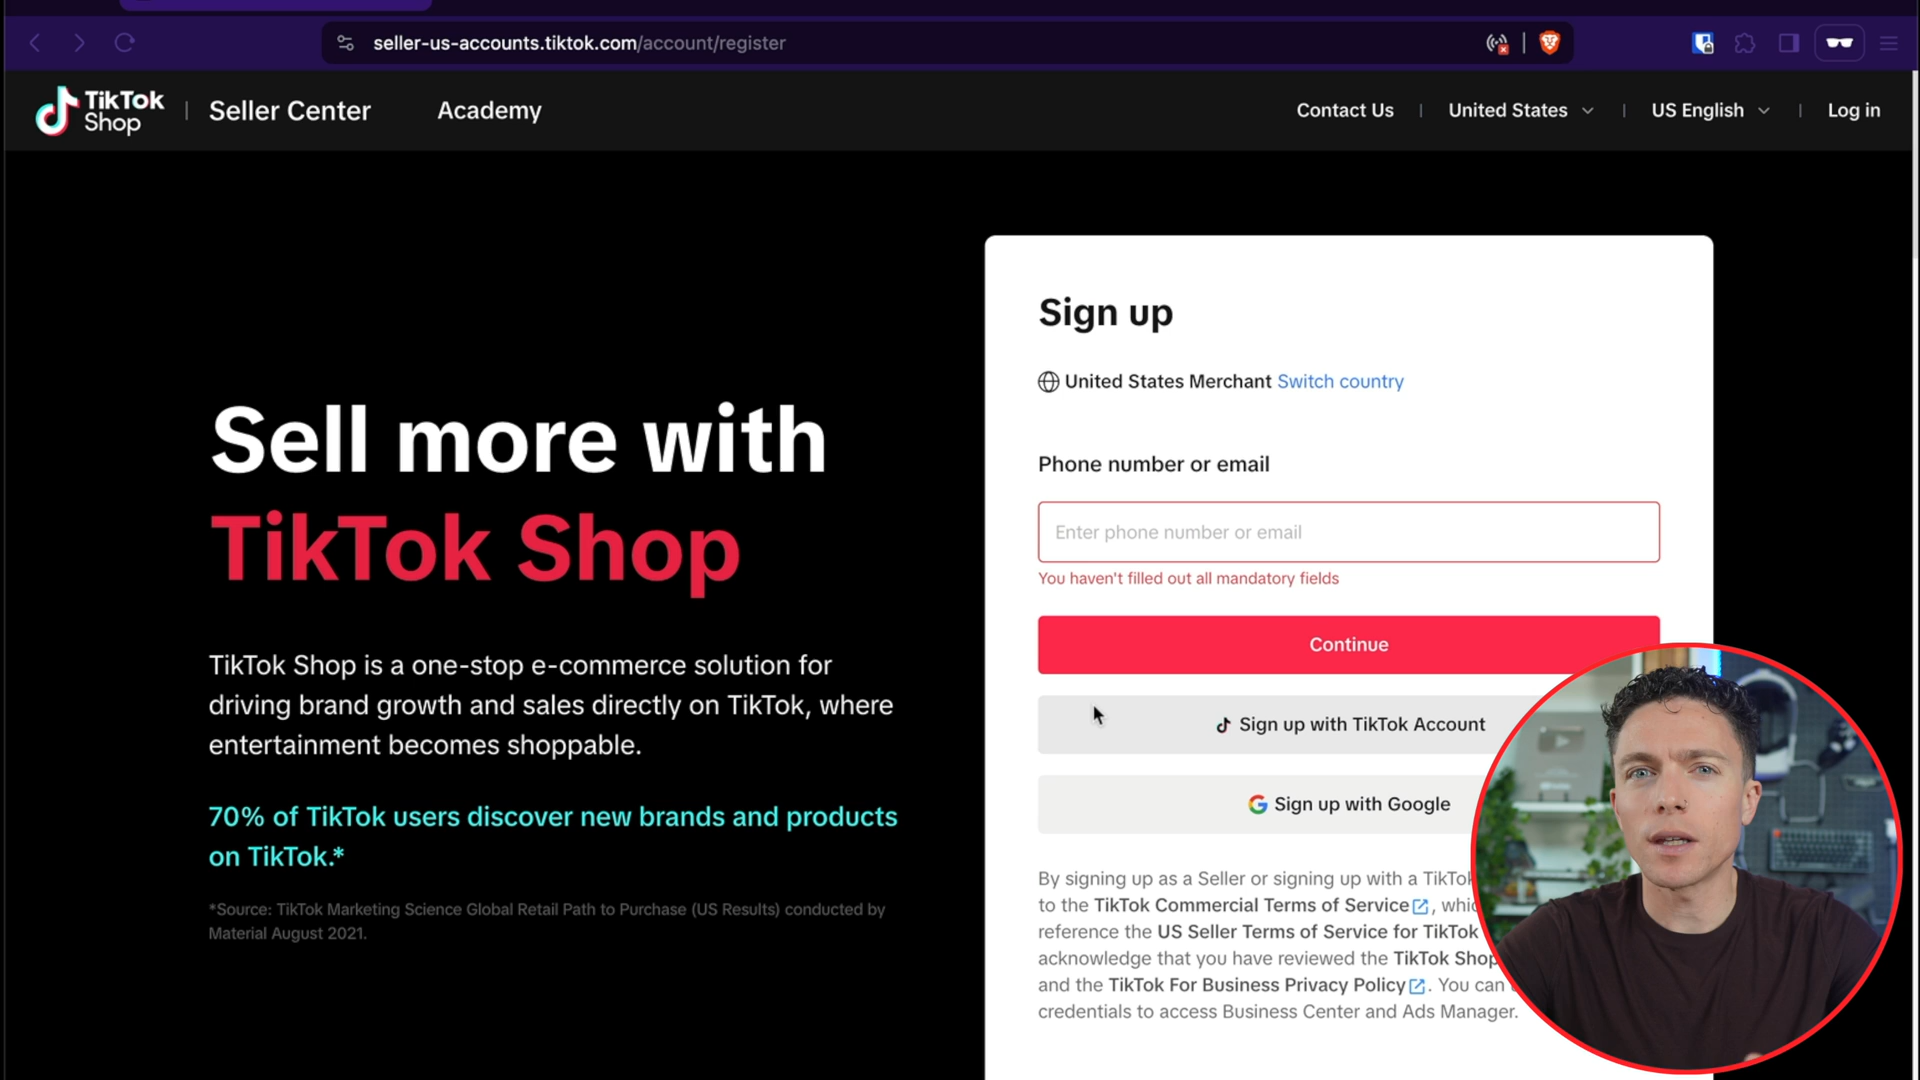 seller-us-accounts.tiktok.com/account/register
TikTok Shop
Seller Center
Academy
Contact Us
United States
US English
Log in
Sell more with
TikTok Shop
TikTok Shop is a one-stop e-commerce solution for
driving brand growth and sales directly on TikTok, where
entertainment becomes shoppable.
70% of TikTok users discover new brands and products
on TikTok.*
*Source: TikTok Marketing Science Global Retail Path to Purchase (US Results) conducted by
Material August 2021.
Sign up
United States Merchant Switch country
Phone number or email
Enter phone number or email
You haven't filled out all mandatory fields
Continue
Sign up with TikTok Account
Sign up with Google
By signing up as a Seller or signing up with a TikTok
to the TikTok Commercial Terms of Service, 
reference the US Seller Terms of Service for TikTok
acknowledge that you have reviewed the TikTok Shop
and the TikTok For Business Privacy Policy. You can
credentials to access Business Center and Ads Manager.